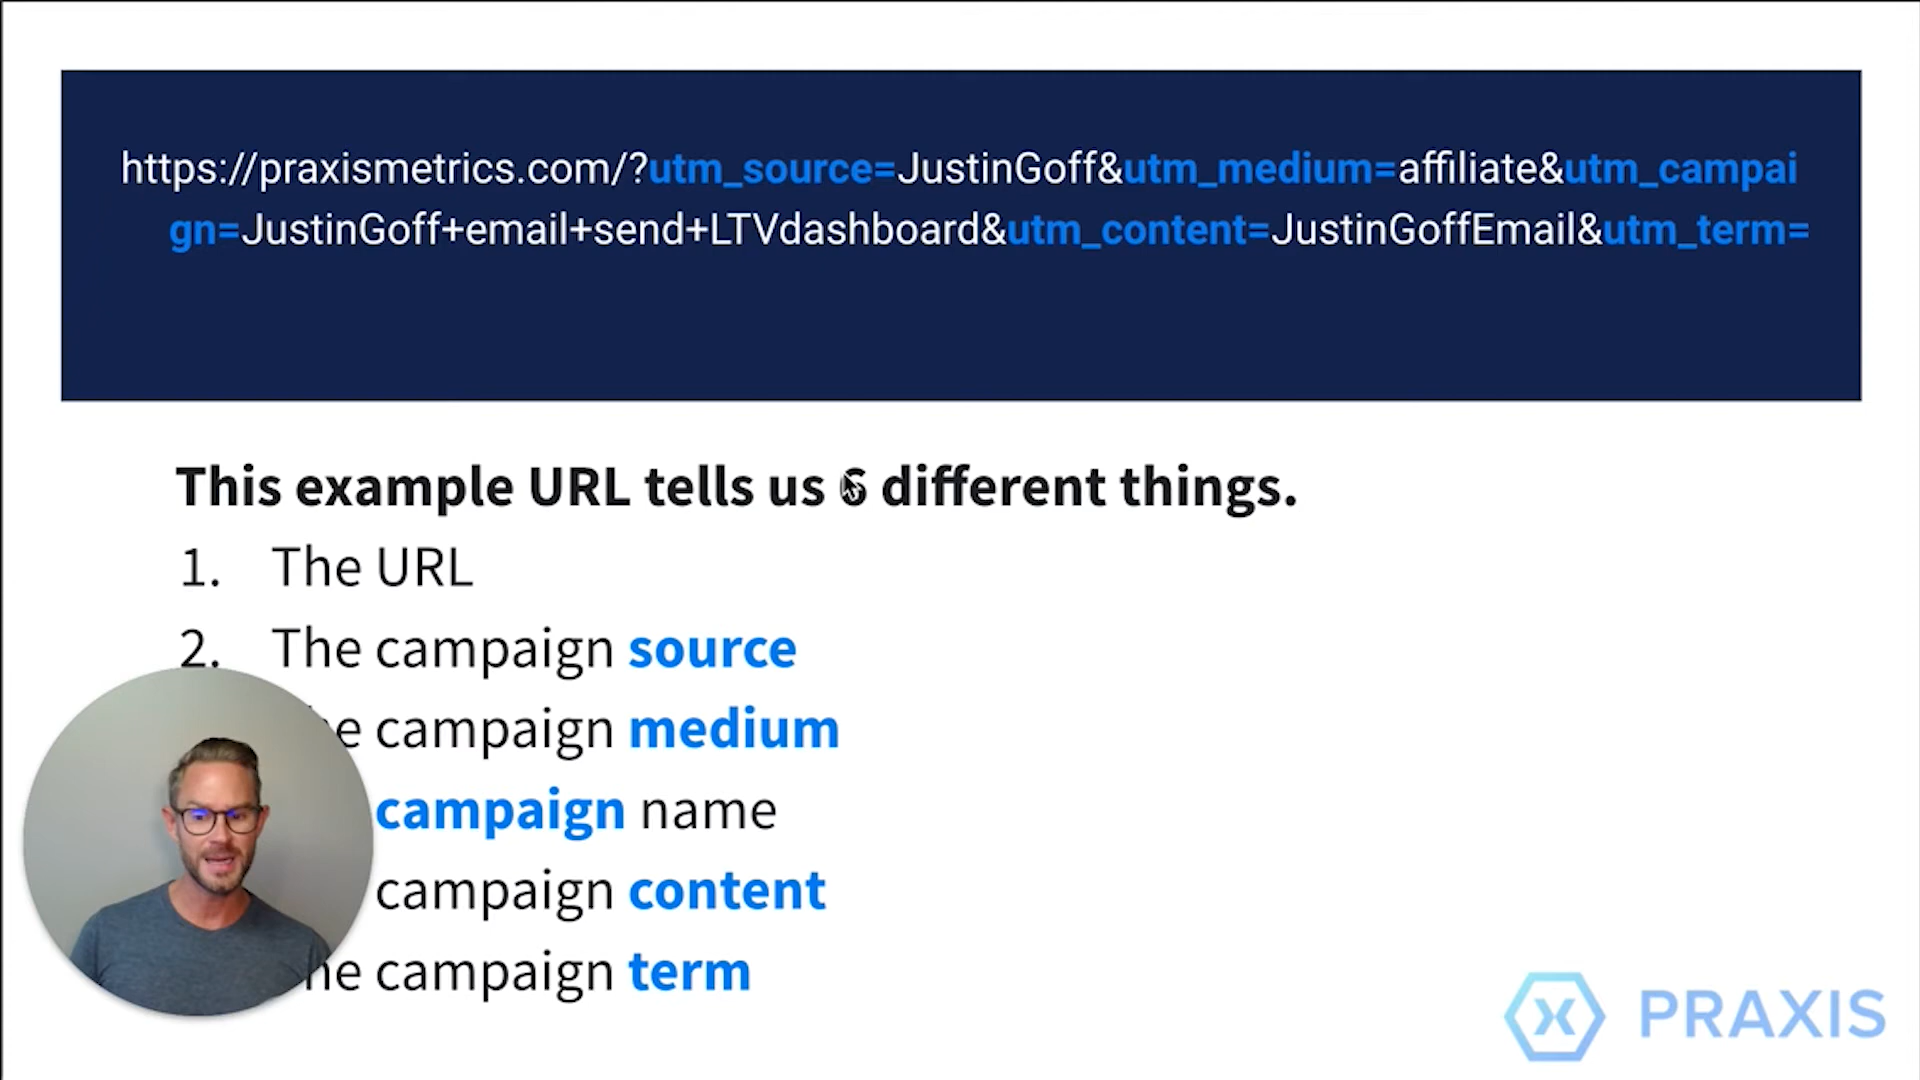 https://praxismetrics.com/?utm_source=JustinGoff&utm_medium=affiliate&utm_campai
gn=JustinGoff+email+send+LTVdashboard&utm_content=JustinGoffEmail&utm_term=
This example URL tells us 6 different things.
1. The URL
2. The campaign source
campaign medium
campaign name
campaign content
campaign term
PRAXIS